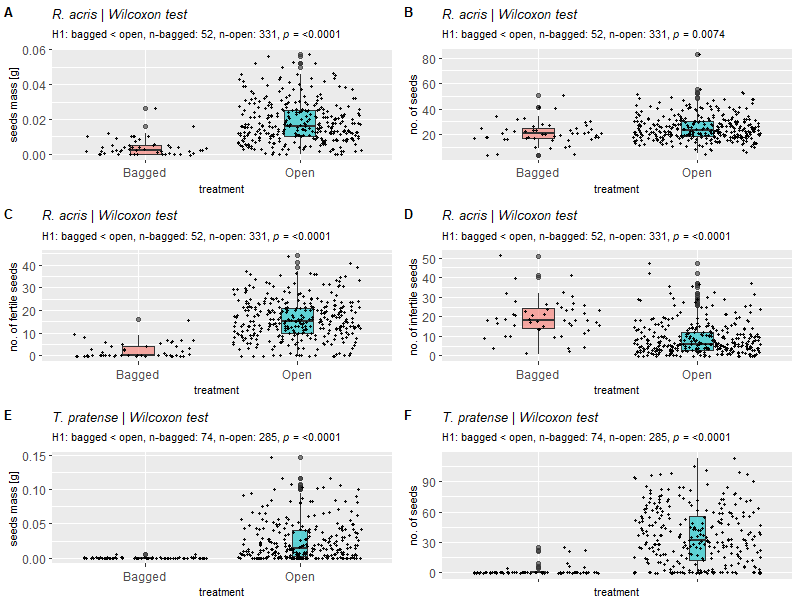 A
R. acris | Wilcoxon test
H1: bagged < open, n-bagged: 52, n-open: 331, p = <0.0001
seeds mass [g]
0.06
0.04
0.02
0.00
Bagged Open
treatment
B
R. acris | Wilcoxon test
H1: bagged < open, n-bagged: 52, n-open: 331, p = 0.0074
no. of seeds
80
60
40
20
Bagged Open
treatment
C
R. acris | Wilcoxon test
H1: bagged < open, n-bagged: 52, n-open: 331, p = <0.0001
no. of fertile seeds
40
30
20
10
0
Bagged Open
treatment
D
R. acris | Wilcoxon test
H1: bagged < open, n-bagged: 52, n-open: 331, p = <0.0001
no. of infertile seeds
50
40
30
20
10
0
Bagged Open
treatment
E
T. pratense | Wilcoxon test
H1: bagged < open, n-bagged: 74, n-open: 285, p = <0.0001
seeds mass [g]
0.15
0.10
0.05
0.00
Bagged Open
treatment
F
T. pratense | Wilcoxon test
H1: bagged < open, n-bagged: 74, n-open: 285, p = <0.0001
no. of seeds
90
60
30
0
Bagged Open
treatment